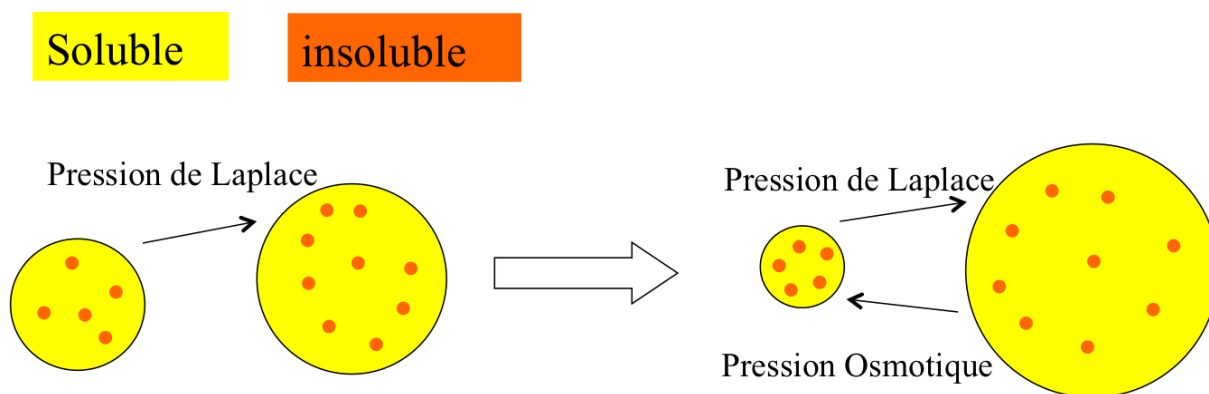 Soluble
insoluble
Pression de Laplace
Pression de Laplace
Pression Osmotique